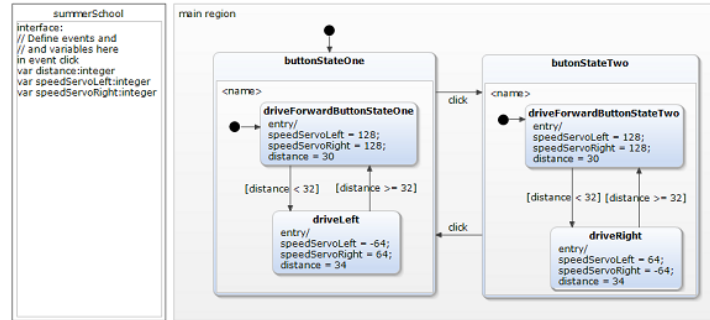 summerSchool
interface:
// Define events and
// and variables here
in event click
var distance:integer
var speedServoLeft:integer
var speedServoRight:integer
main region
buttonStateOne
<name>
driveForwardButtonStateOne
entry/
speedServoLeft = 128;
speedServoRight = 128;
distance = 30
[distance < 32]
[distance >= 32]
driveLeft
entry/
speedServoLeft = -64;
speedServoRight = 64;
distance = 34
click
click
butonStateTwo
<name>
driveForwardButtonStateTwo
entry/
speedServoLeft = 128;
speedServoRight = 128;
distance = 30
[distance < 32]
[distance >= 32]
driveRight
entry/
speedServoLeft = 64;
speedServoRight = -64;
distance = 34